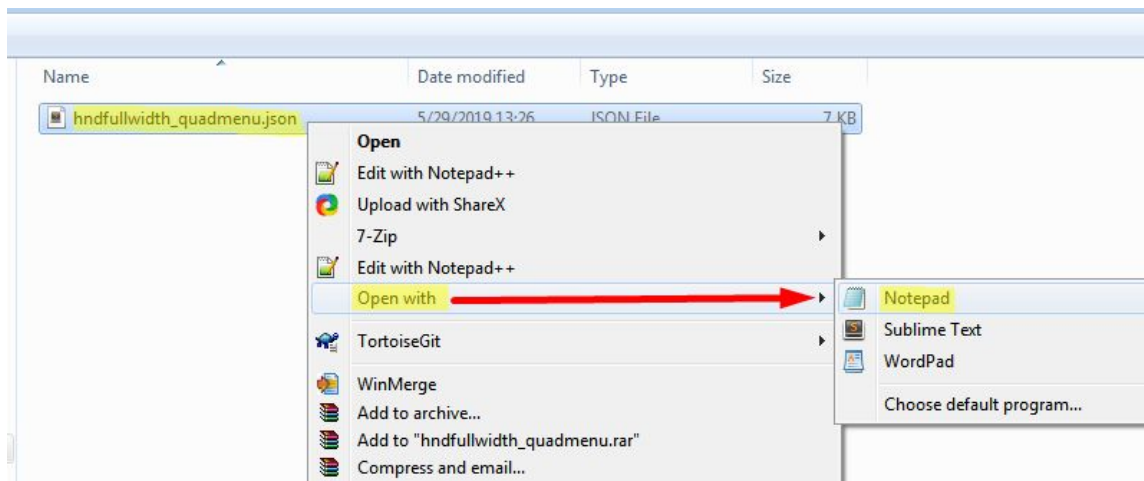 Name Date modified Type Size
hndfullwidth_quadmenu.json 5/29/2019 13:26 JSON File 7 KB
Open
Edit with Notepad++
Upload with ShareX
7-Zip
Edit with Notepad++
Open with
Notepad
Sublime Text
WordPad
Choose default program...
TortoiseGit
WinMerge
Add to archive...
Add to "hndfullwidth_quadmenu.rar"
Compress and email...